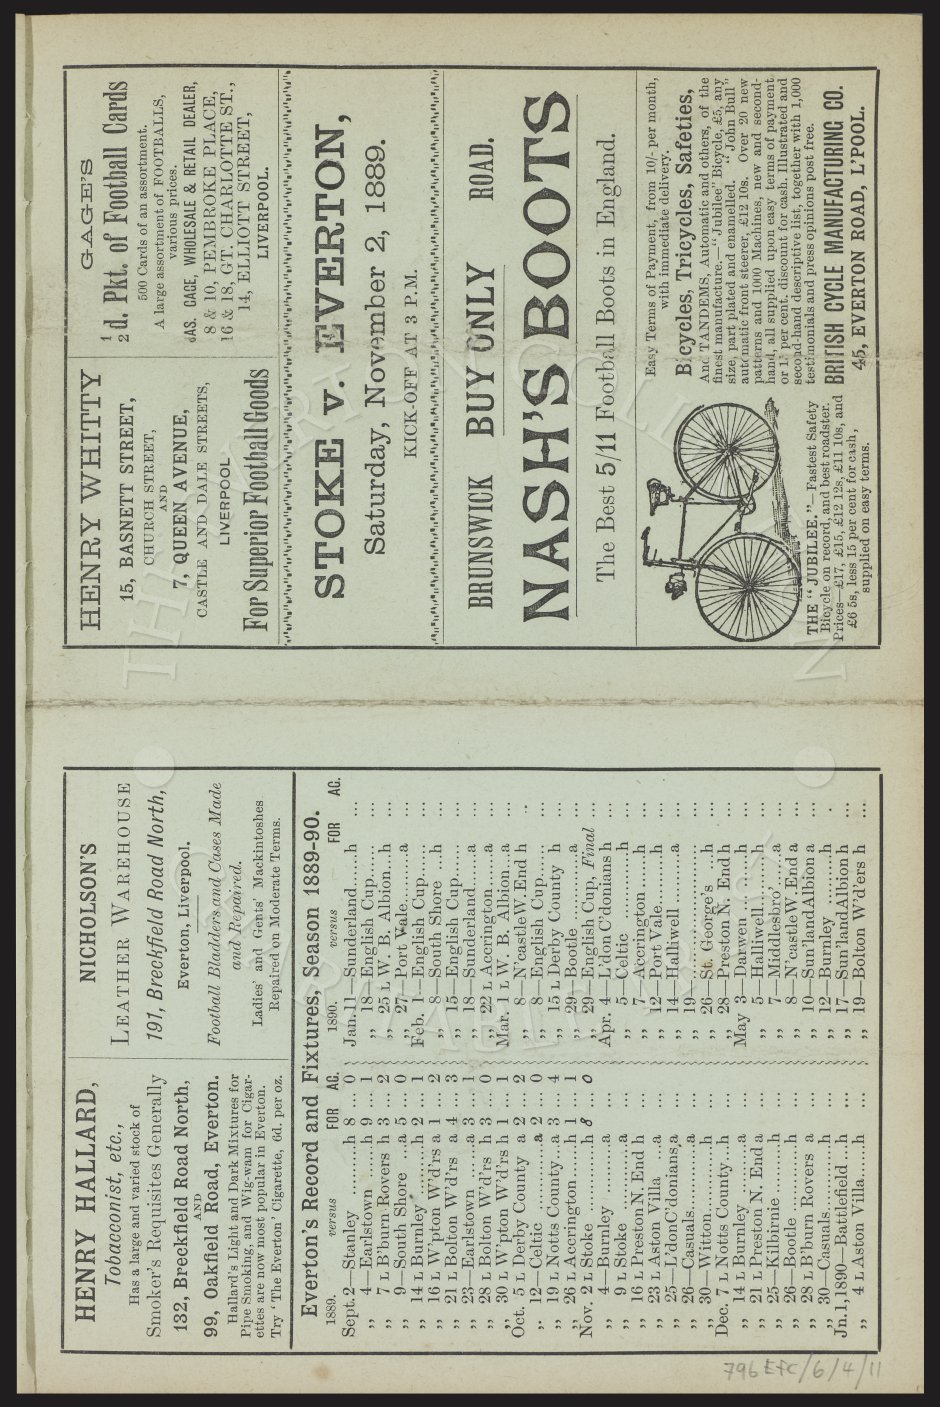 HENRY HALLARD,
Tobacconist, etc.,
Has a large and varied stock of
Smoker's Requisites Generally
132, Breckfield Road North,
AND
99, Oakfield Road, Everton.
Hallard's Light and Dark Mixtures for
Pipe Smoking, and Wig-wam for Cigar-
ettes are now most popular in Everton.
Try 'The Everton' Cigarette, 6d. per oz.
NICHOLSON'S
LEATHER WAREHOUSE
191, Breckfield Road North,
Everton, Liverpool.
Football Bladders and Cases Made
and Repaired.
Ladies' and Gents' Mackintoshes
Repaired on Moderate Terms.
Everton's Record and Fixtures, Season 1889-90.
1889. versus FOR AG.
Sept. 2—Stanley ........h 8 ... 0
,, 4—Earlstown ......h 9 ... 1
,, 7 L B'burn Rovers h 3 ... 2
,, 9—South Shore ...a 5 ... 0
,, 14 L Burnley .........h 2 ... 1
,, 16 L W'pton W'd'rs a 1 ... 2
,, 21 L Bolton W'd'rs a 4 ... 3
,, 23—Earlstown ......a 3 ... 1
,, 28 L Bolton W'd'rs h 3 ... 0
,, 30 L W'pton W'd'rs h 1 ... 1
Oct. 5 L Derby County a 2 ... 2
,, 12—Celtic ...........a 2 ... 0
,, 19 L Notts County...a 3 ... 4
,, 26 L Accrington......h 1 ... 1
Nov. 2 L Stoke ...........h 8 ... 0
,, 4—Burnley .........a ...
,, 9 L Stoke ...........a ...
,, 16 L Preston N. End h ...
,, 23 L Aston Villa ...a ...
,, 25—L'donC'donians,a ...
,, 26—Casuals...........a ...
,, 30—Witton...........h ...
Dec. 7 L Notts County...h ...
,, 14 L Burnley .........a ...
,, 21 L Preston N. End a ...
,, 25—Kilbirnie .........h ...
,, 26—Bootle ...........h ...
,, 28 L B'burn Rovers a ...
,, 30—Casuals...........h ...
Jn. 1, 1890—Battlefield ...h ...
,, 4 L Aston Villa......h ...
1890. versus FOR AG.
Jan. 11—Sunderland......h ...
,, 18—English Cup...... ...
,, 25 L W. B. Albion...h ...
,, 27—Port Vale.........a ...
Feb. 1—English Cup...... ...
,, 8—South Shore ...h ...
,, 15—English Cup...... ...
,, 18—Sunderland......a ...
,, 22 L Accrington......a ...
Mar. 1 L W. B. Albion...a ...
,, 8—N'castle W. End h ...
,, 8—English Cup...... ...
,, 15 L Derby County h ...
,, 29—Bootle ...........a ...
,, 29—English Cup, Final ...
Apr. 4—L'don C'donians h ...
,, 5—Celtic ............h ...
,, 7—Accrington......h ...
,, 12—Port Vale.........h ...
,, 14—Halliwell .........a ...
,, 19 ........................ ...
,, 26—St. George's ...h ...
,, 28—Preston N. End h ...
May 3—Darwen .........h ...
,, 5—Halliwell.........h ...
,, 7—Middlesbro'......a ...
,, 8—N'castle W. End a ...
,, 10—Sun'landAlbion a ...
,, 12—Burnley .........h ...
,, 17—Sun'landAlbion h ...
,, 19—Bolton W'd'ers h ...
796 EFC/6/4/11
HENRY WHITTY
15, BASNETT STREET,
CHURCH STREET,
AND
7, QUEEN AVENUE,
CASTLE AND DALE STREETS,
LIVERPOOL
For Superior Football Goods
GAGE'S
1/2d. Pkt. of Football Cards
500 Cards of an assortment.
A large assortment of FOOTBALLS,
various prices.
JAS. GAGE, WHOLESALE & RETAIL DEALER,
8 & 10, PEMBROKE PLACE,
16 & 18, GT. CHARLOTTE ST.,
14, ELLIOTT STREET,
LIVERPOOL.
STOKE v. EVERTON,
Saturday, November 2, 1889.
KICK-OFF AT 3 P.M.
BRUNSWICK BUY ONLY ROAD.
NASH'S BOOTS
The Best 5/11 Football Boots in England.
THE "JUBILEE."—Fastest Safety
Bicycle on record, and best roadster.
Prices—£17, £15, £12 12s, £11 10s, and
£6 5s, less 15 per cent for cash,
supplied on easy terms.
Easy Terms of Payment, from 10/- per month,
with immediate delivery.
Bicycles, Tricycles, Safeties,
And TANDEMS, Automatic and others, of the
finest manufacture.—"Jubilee" Bicycle, £5, any
size, part plated and enamelled. "John Bull"
automatic front steerer, £12 10s. Over 20 new
patterns and 1000 Machines, new and second-
hand, all supplied upon easy terms of payment
or 15 per cent. discount for cash. Illustrated and
second-hand descriptive list, together with 1,000
testimonials and press opinions post free.
BRITISH CYCLE MANUFACTURING CO.
45, EVERTON ROAD, L'POOL.